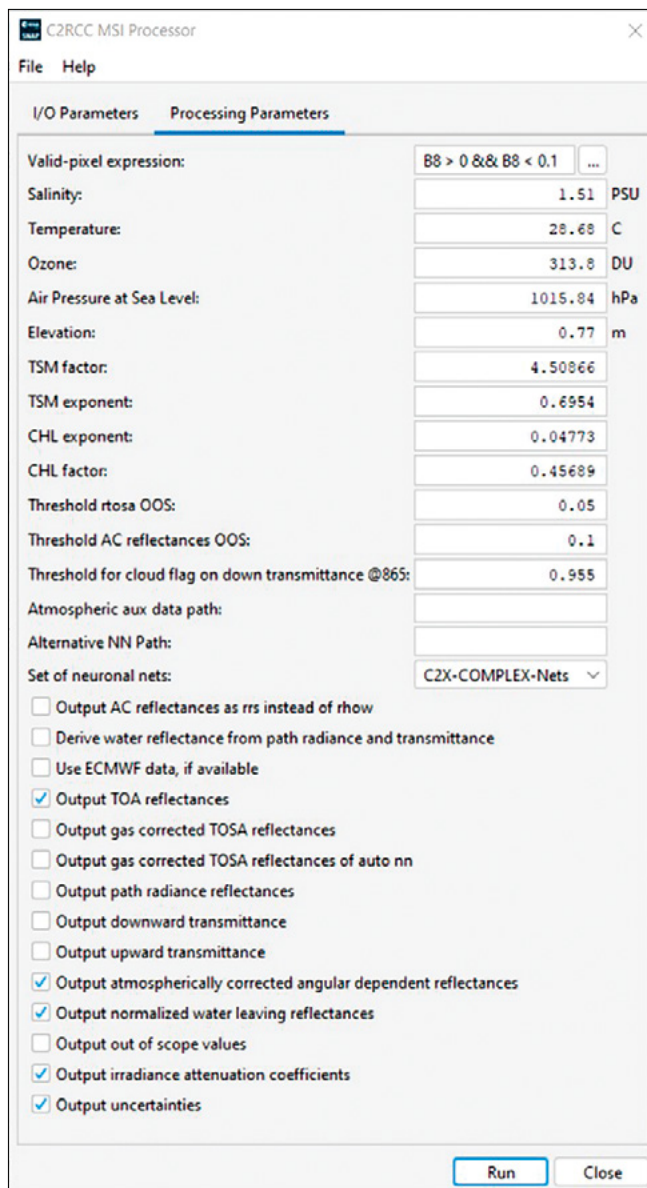 C2RCC MSI Processor
File Help
I/O Parameters Processing Parameters
Valid-pixel expression: B8 > 0 && B8 < 0.1 ...
Salinity: 1.51 PSU
Temperature: 28.68 C
Ozone: 313.8 DU
Air Pressure at Sea Level: 1015.84 hPa
Elevation: 0.77 m
TSM factor: 4.50866
TSM exponent: 0.6954
CHL exponent: 0.04773
CHL factor: 0.45689
Threshold rtosa OOS: 0.05
Threshold AC reflectances OOS: 0.1
Threshold for cloud flag on down transmittance @865: 0.955
Atmospheric aux data path:
Alternative NN Path:
Set of neuronal nets: C2X-COMPLEX-Nets
Output AC reflectances as rrs instead of rhow
Derive water reflectance from path radiance and transmittance
Use ECMWF data, if available
Output TOA reflectances
Output gas corrected TOSA reflectances
Output gas corrected TOSA reflectances of auto nn
Output path radiance reflectances
Output downward transmittance
Output upward transmittance
Output atmospherically corrected angular dependent reflectances
Output normalized water leaving reflectances
Output out of scope values
Output irradiance attenuation coefficients
Output uncertainties
Run Close